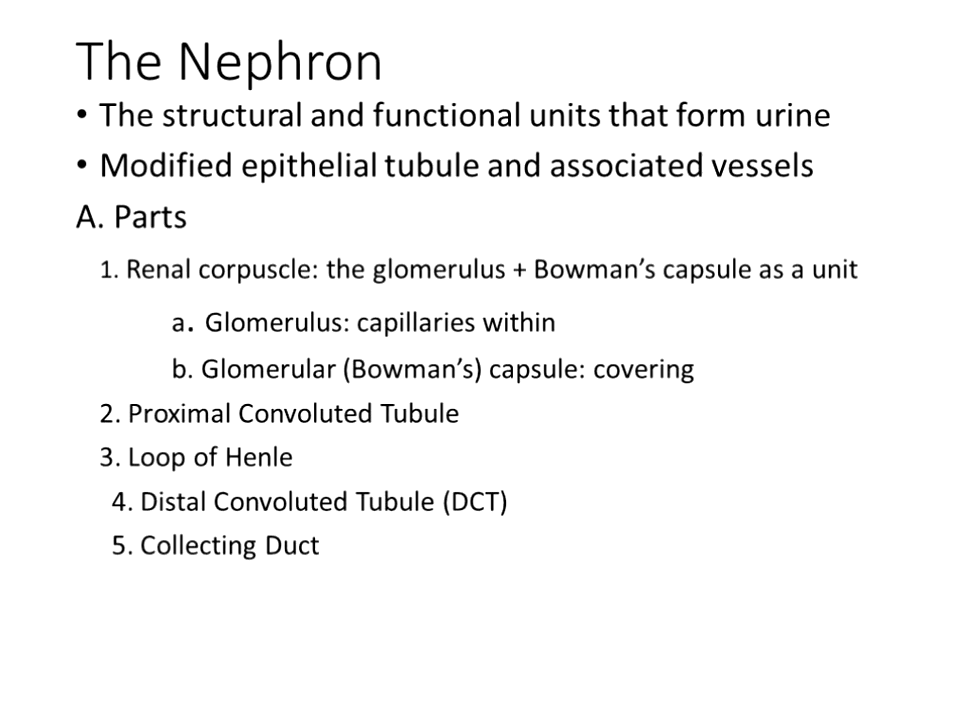 The Nephron
• The structural and functional units that form urine
• Modified epithelial tubule and associated vessels
A. Parts
1. Renal corpuscle: the glomerulus + Bowman’s capsule as a unit
a. Glomerulus: capillaries within
b. Glomerular (Bowman’s) capsule: covering
2. Proximal Convoluted Tubule
3. Loop of Henle
4. Distal Convoluted Tubule (DCT)
5. Collecting Duct